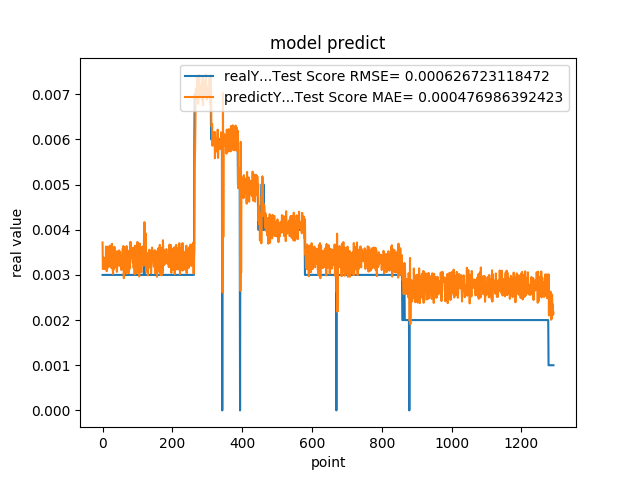 model predict
realY...Test Score RMSE= 0.000626723118472
predictY...Test Score MAE= 0.000476986392423
0.007
0.006
0.005
0.004
0.003
0.002
0.001
0.000
real value
0 200 400 600 800 1000 1200
point